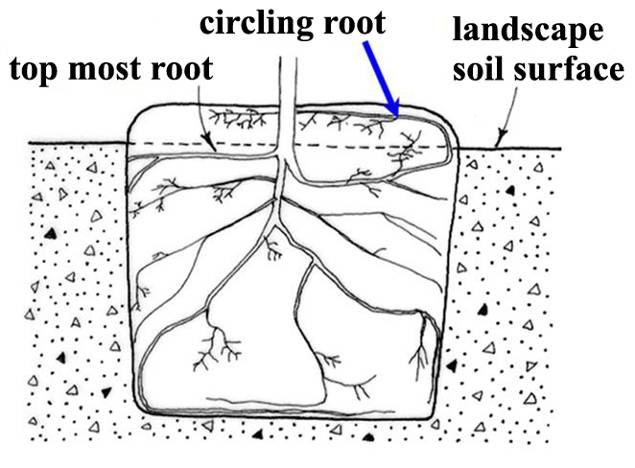 circling root
landscape
soil surface
top most root